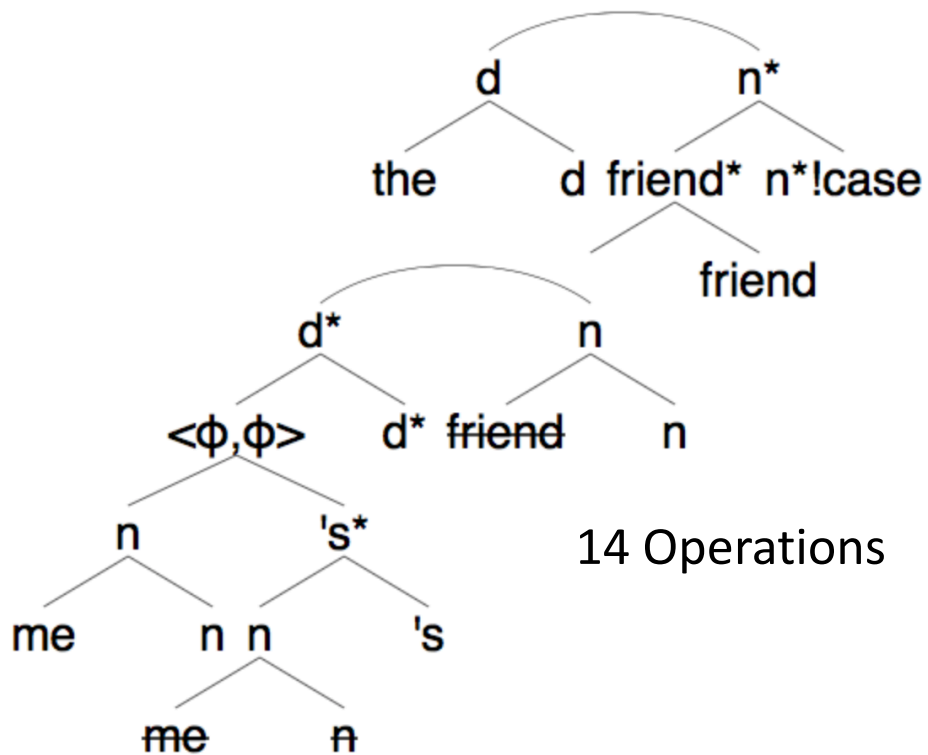 d n*
the d friend* n*!case
friend
d* n
<ϕ,ϕ> d* ~~friend~~ n
n 's*
14 Operations
me n n 's
~~me~~ ~~n~~